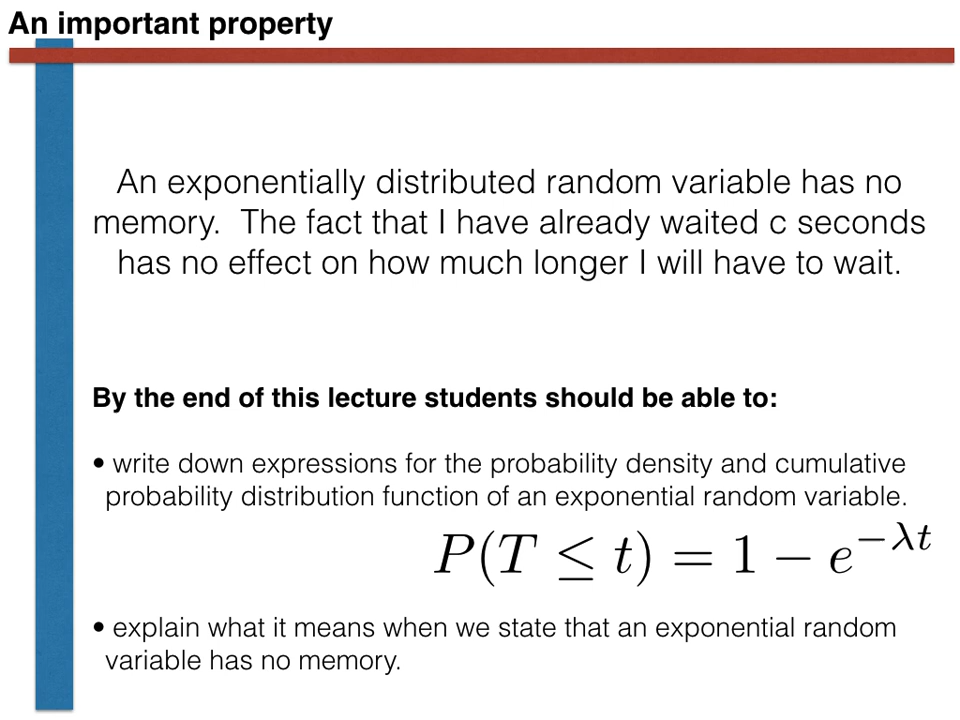 An important property
An exponentially distributed random variable has no
memory.  The fact that I have already waited c seconds
has no effect on how much longer I will have to wait.
By the end of this lecture students should be able to:
• write down expressions for the probability density and cumulative
probability distribution function of an exponential random variable.
P(T ≤ t) = 1 − e^{−λt}
• explain what it means when we state that an exponential random
variable has no memory.